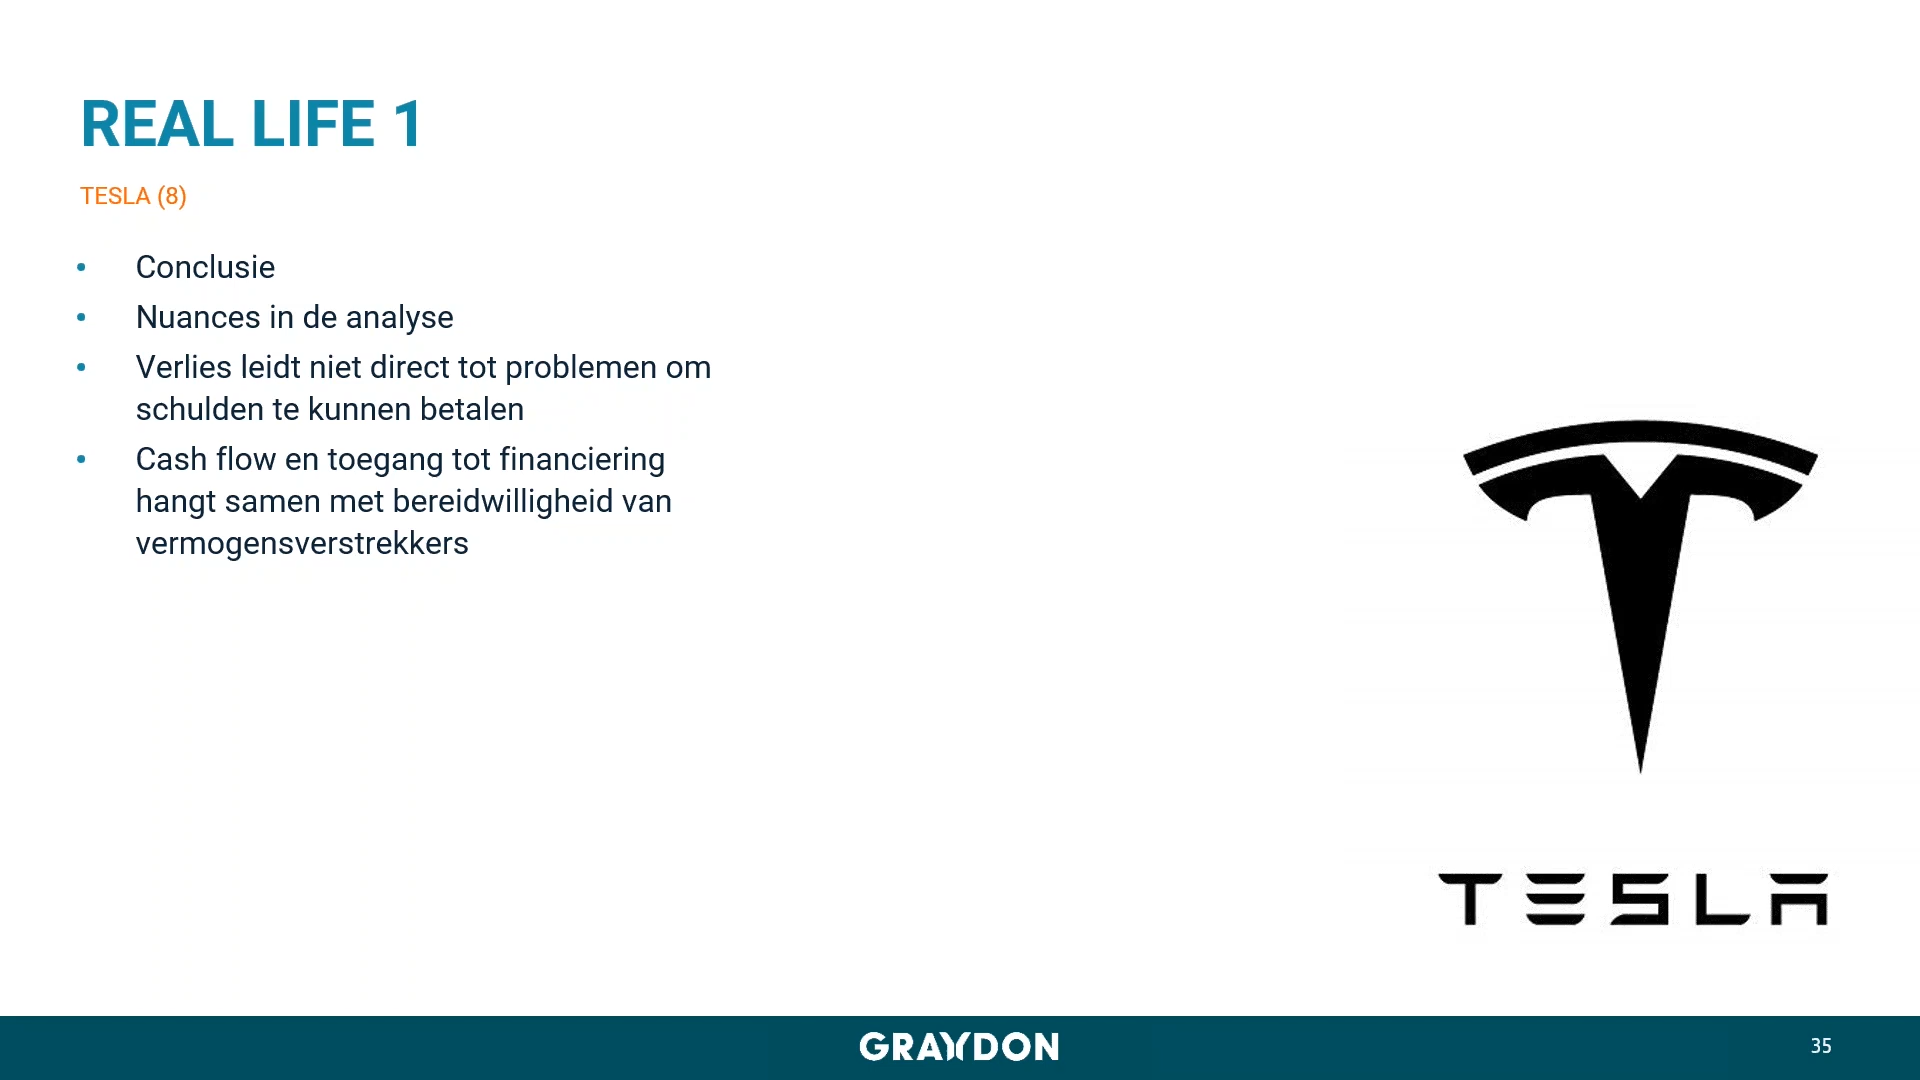 REAL LIFE 1
TESLA (8)
• Conclusie
• Nuances in de analyse
• Verlies leidt niet direct tot problemen om
schulden te kunnen betalen
• Cash flow en toegang tot financiering
hangt samen met bereidwilligheid van
vermogensverstrekkers
TESLA
GRAYDON
35